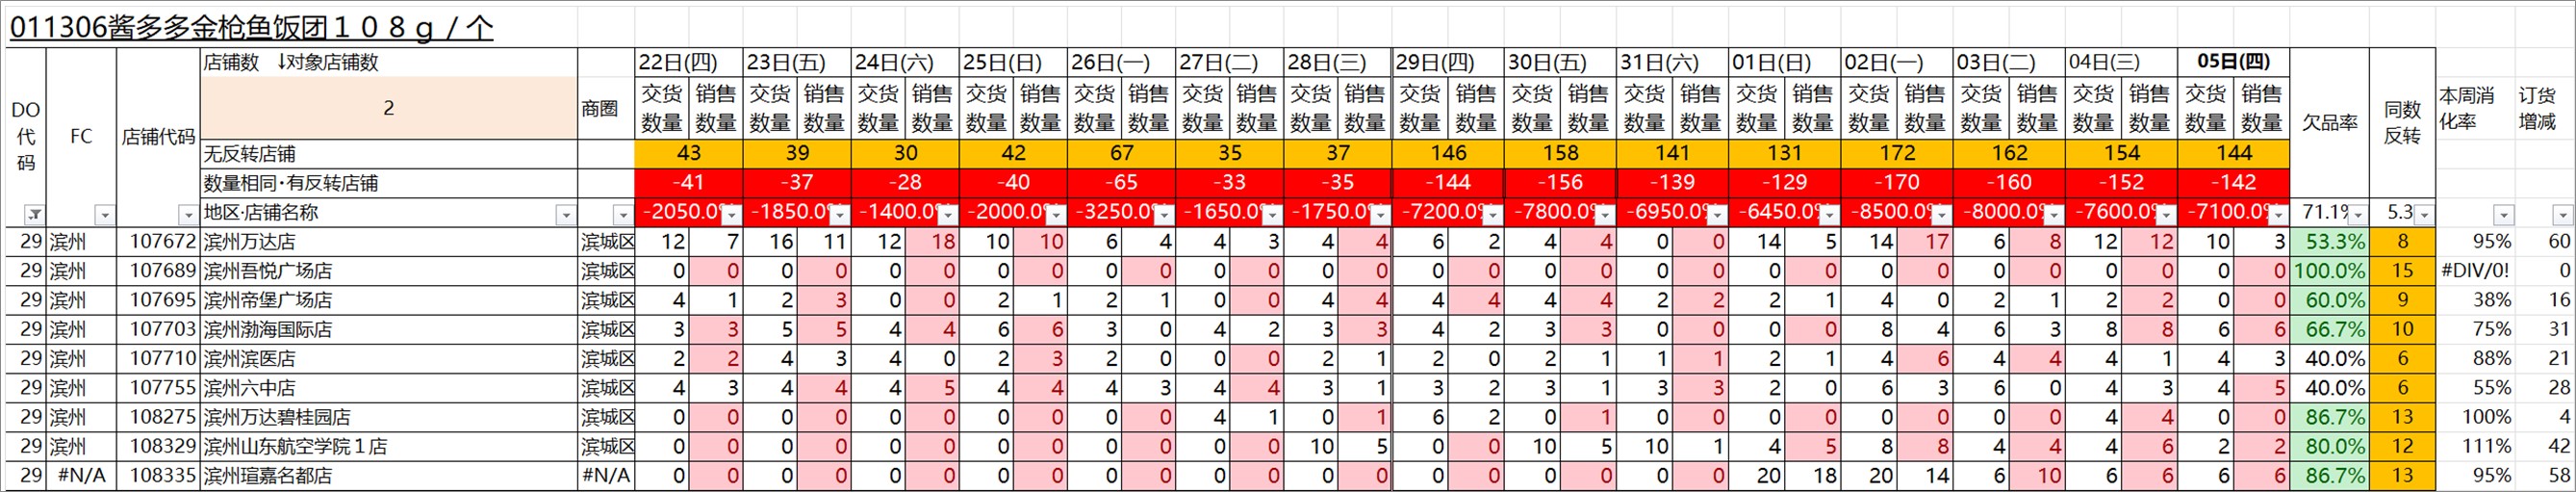 011306酱多多金枪鱼饭团１０８ｇ／个
DO代码 FC 店铺代码 店铺数 ↓对象店铺数 商圈 22日(四) 23日(五) 24日(六) 25日(日) 26日(一) 27日(二) 28日(三) 29日(四) 30日(五) 31日(六) 01日(日) 02日(一) 03日(二) 04日(三) 05日(四) 欠品率 同数反转 本周消化率 订货增减
2 交货数量 销售数量 交货数量 销售数量 交货数量 销售数量 交货数量 销售数量 交货数量 销售数量 交货数量 销售数量 交货数量 销售数量 交货数量 销售数量 交货数量 销售数量 交货数量 销售数量 交货数量 销售数量 交货数量 销售数量 交货数量 销售数量 交货数量 销售数量 交货数量 销售数量
无反转店铺 43 39 30 42 67 35 37 146 158 141 131 172 162 154 144
数量相同·有反转店铺 -41 -37 -28 -40 -65 -33 -35 -144 -156 -139 -129 -170 -160 -152 -142
地区·店铺名称 -2050.0% -1850.0% -1400.0% -2000.0% -3250.0% -1650.0% -1750.0% -7200.0% -7800.0% -6950.0% -6450.0% -8500.0% -8000.0% -7600.0% -7100.0% 71.1% 5.3
29 滨州 107672 滨州万达店 滨城区 12 7 16 11 12 18 10 10 6 4 4 3 4 4 6 2 4 4 0 0 14 5 14 17 6 8 12 12 10 3 53.3% 8 95% 60
29 滨州 107689 滨州吾悦广场店 滨城区 0 0 0 0 0 0 0 0 0 0 0 0 0 0 0 0 0 0 0 0 0 0 0 0 0 0 0 0 0 0 100.0% 15 #DIV/0! 0
29 滨州 107695 滨州帝堡广场店 滨城区 4 1 2 3 0 0 2 1 2 1 0 0 4 4 4 4 4 4 2 2 2 1 4 0 2 1 2 2 0 0 60.0% 9 38% 16
29 滨州 107703 滨州渤海国际店 滨城区 3 3 5 5 4 4 6 6 3 0 4 2 3 3 4 2 3 3 0 0 0 0 8 4 6 3 8 8 6 6 66.7% 10 75% 31
29 滨州 107710 滨州滨医店 滨城区 2 2 4 3 4 0 2 3 2 1 0 0 2 1 2 0 2 1 1 1 2 1 4 6 4 4 4 1 4 3 40.0% 6 88% 21
29 滨州 107755 滨州六中店 滨城区 4 3 4 4 4 5 4 4 4 3 4 4 3 1 3 2 3 1 3 3 2 0 6 3 6 0 4 3 4 5 40.0% 6 55% 28
29 滨州 108275 滨州万达碧桂园店 滨城区 0 0 0 0 0 0 0 0 0 0 4 1 0 1 6 2 0 1 0 0 0 0 0 0 0 0 4 4 0 0 86.7% 13 100% 4
29 滨州 108329 滨州山东航空学院１店 滨城区 0 0 0 0 0 0 0 0 0 0 0 0 10 5 0 0 10 5 10 1 4 5 8 8 4 4 4 6 2 2 80.0% 12 111% 42
29 #N/A 108335 滨州瑄嘉名都店 #N/A 0 0 0 0 0 0 0 0 0 0 0 0 0 0 0 0 0 0 0 0 20 18 20 14 6 10 6 6 6 6 86.7% 13 95% 58